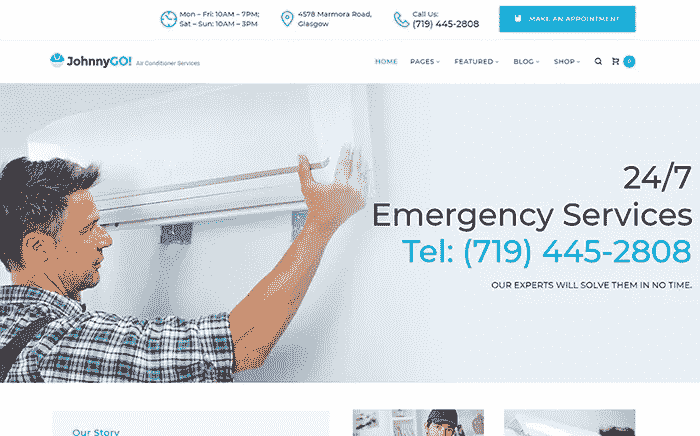 Mon – Fri: 10AM – 7PM;
Sat – Sun: 10AM – 3PM
4578 Marmora Road,
Glasgow
Call Us:
(719) 445-2808
MAKE AN APPOINTMENT
JohnnyGO! Air Conditioner Services
HOME PAGES FEATURED BLOG SHOP 0
24/7
Emergency Services
Tel: (719) 445-2808
OUR EXPERTS WILL SOLVE THEM IN NO TIME.
Our Story